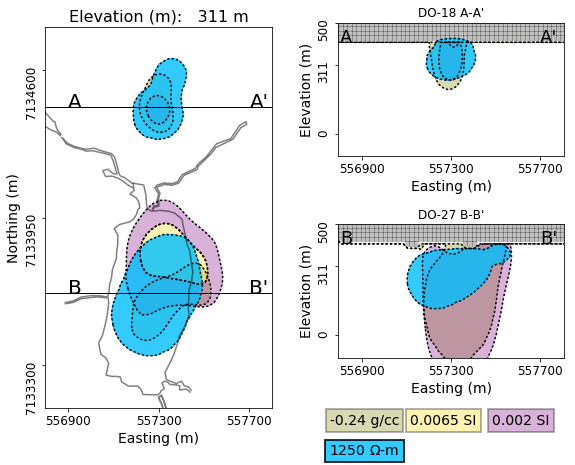 Elevation (m):   311 m
7134600
7133950
7133300
Northing (m)
A
A'
B
B'
556900
557300
557700
Easting (m)
DO-18 A-A'
500
311
0
Elevation (m)
A
A'
556900
557300
557700
Easting (m)
DO-27 B-B'
500
311
0
Elevation (m)
B
B'
556900
557300
557700
Easting (m)
-0.24 g/cc
0.0065 SI
0.002 SI
1250 Ω-m